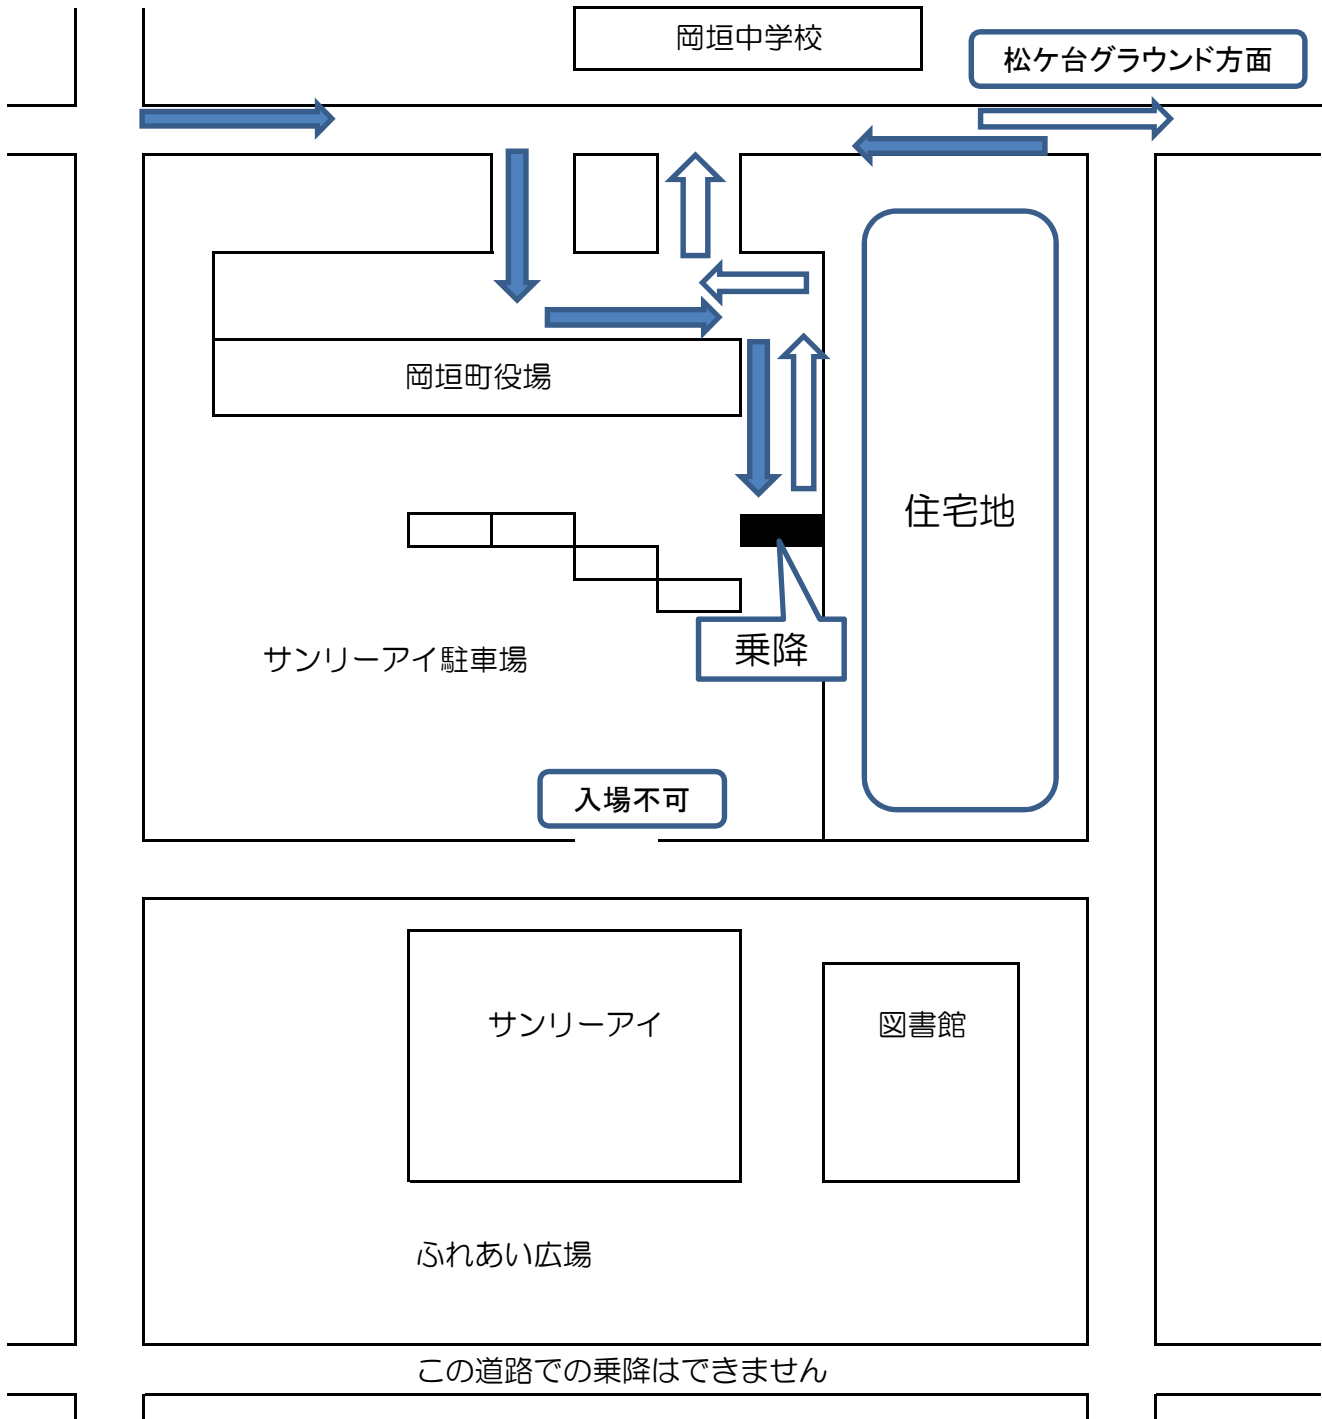 岡垣中学校
松ケ台グラウンド方面
岡垣町役場
住宅地
乗降
サンリーアイ駐車場
入場不可
サンリーアイ
図書館
ふれあい広場
この道路での乗降はできません